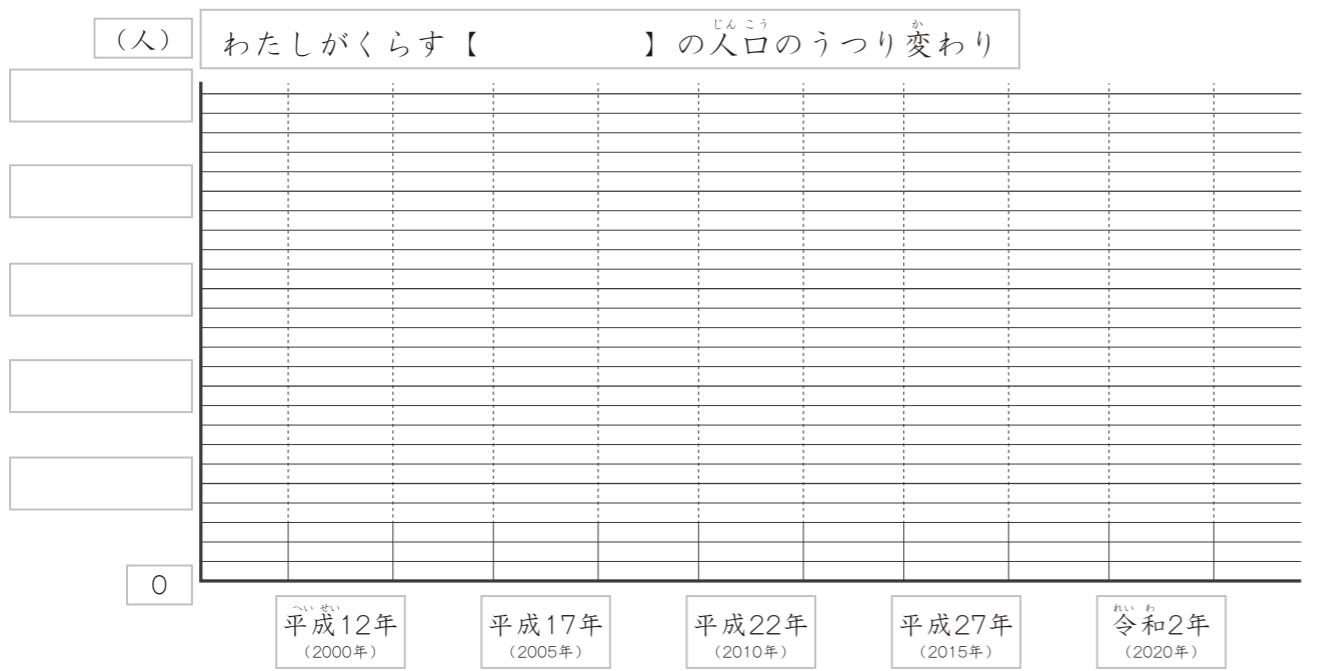 （人）
わたしがくらす【　　　　　】の人口のうつり変わり
じんこう
か
0
平成12年
へいせい
（2000年）
平成17年
（2005年）
平成22年
（2010年）
平成27年
（2015年）
令和2年
れいわ
（2020年）